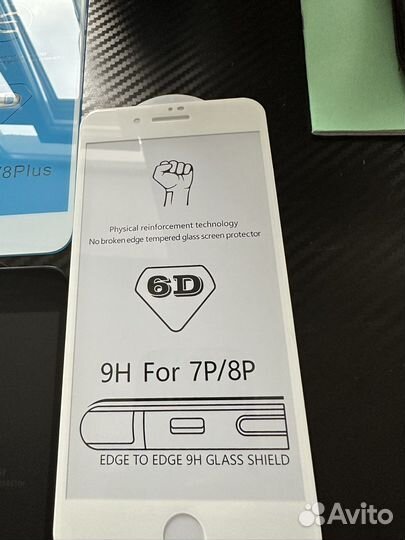 6D
/8Plus
Physical reinforcement technology
No broken edge tempered glass screen protector
6D
9H For 7P/8P
EDGE TO EDGE 9H GLASS SHIELD
Avito